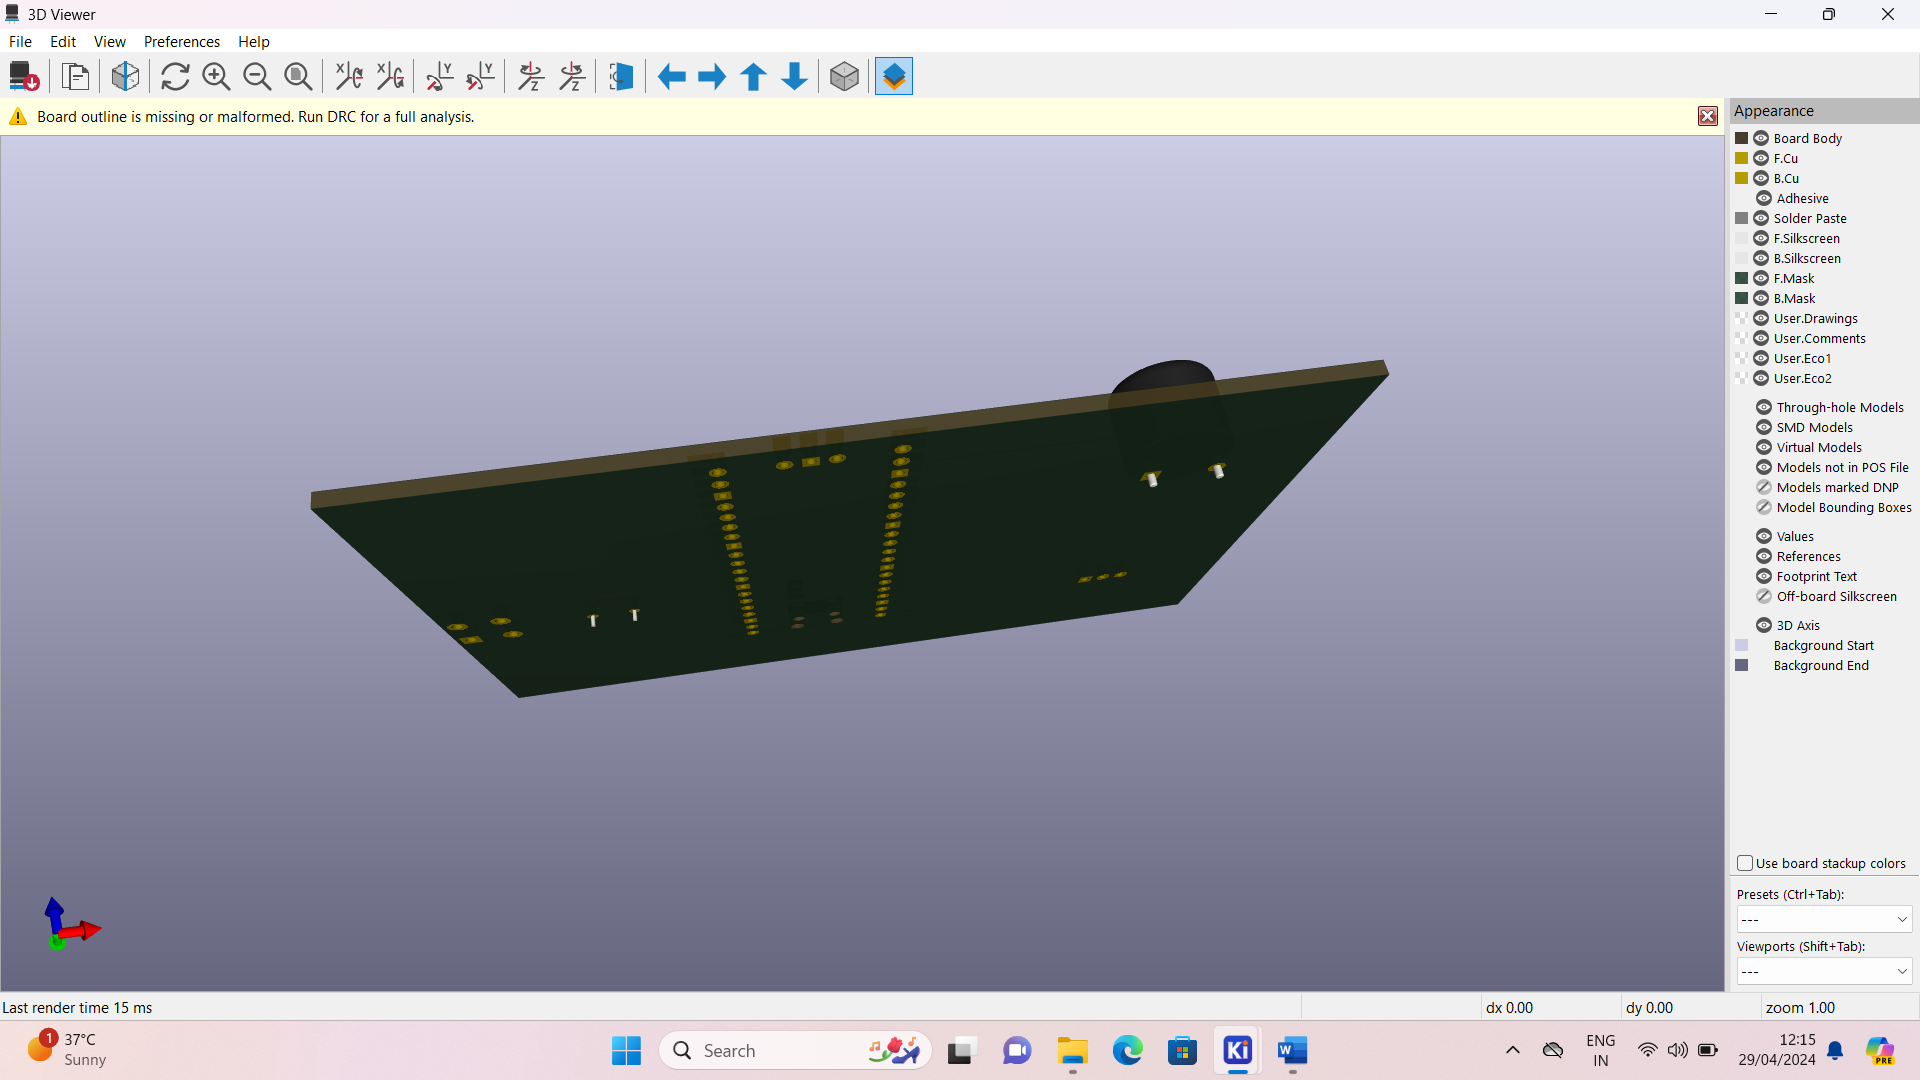 3D Viewer
File Edit View Preferences Help
Board outline is missing or malformed. Run DRC for a full analysis.
Appearance
Board Body
F.Cu
B.Cu
Adhesive
Solder Paste
F.Silkscreen
B.Silkscreen
F.Mask
B.Mask
User.Drawings
User.Comments
User.Eco1
User.Eco2
Through-hole Models
SMD Models
Virtual Models
Models not in POS File
Models marked DNP
Model Bounding Boxes
Values
References
Footprint Text
Off-board Silkscreen
3D Axis
Background Start
Background End
Use board stackup colors
Presets (Ctrl+Tab):
---
Viewports (Shift+Tab):
---
Last render time 15 ms dx 0.00 dy 0.00 zoom 1.00
1
37°C
Sunny
Search
Ki
W
ENG
IN
12:15
29/04/2024
PRE